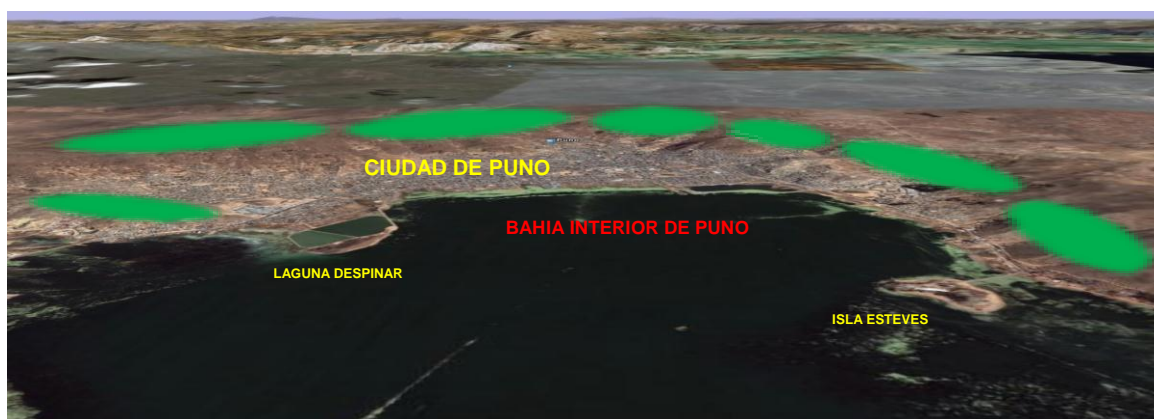 CIUDAD DE PUNO
BAHIA INTERIOR DE PUNO
LAGUNA DESPINAR
ISLA ESTEVES